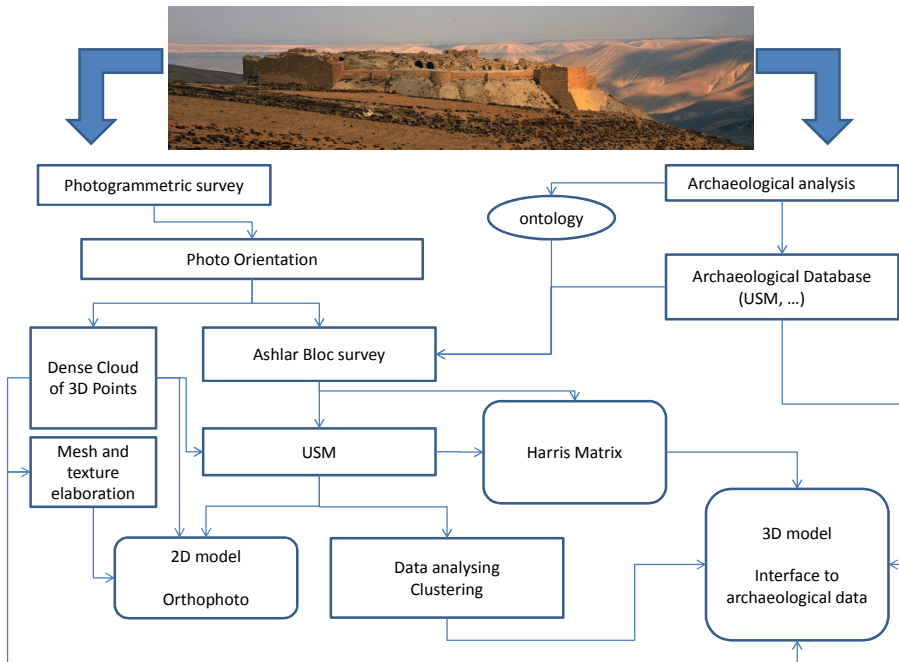 Photogrammetric survey
Archaeological analysis
ontology
Photo Orientation
Archaeological Database
(USM, …)
Dense Cloud
of 3D Points
Ashlar Bloc survey
Mesh and
texture
elaboration
USM
Harris Matrix
2D model
Orthophoto
Data analysing
Clustering
3D model
Interface to
archaeological data